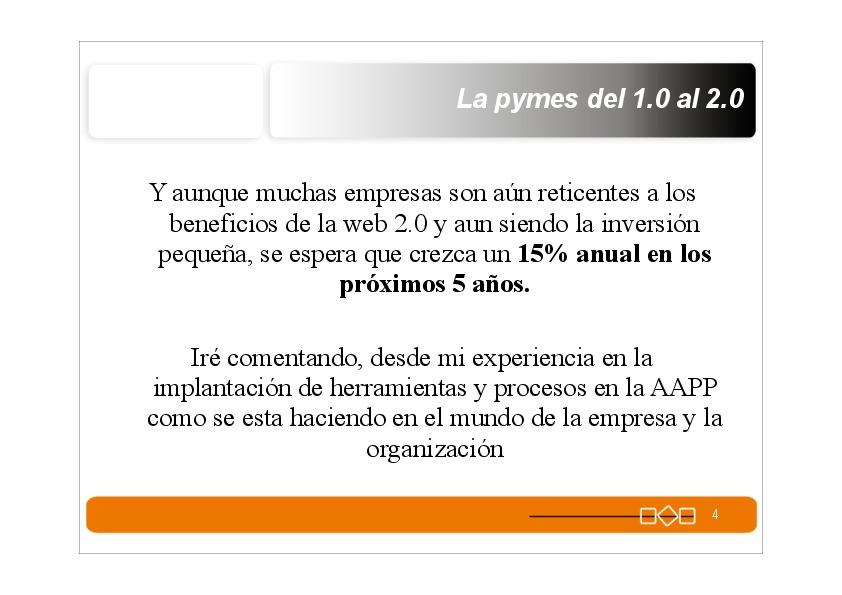 La pymes del 1.0 al 2.0
Y aunque muchas empresas son aún reticentes a los
beneficios de la web 2.0 y aun siendo la inversión
pequeña, se espera que crezca un 15% anual en los
próximos 5 años.
Iré comentando, desde mi experiencia en la
implantación de herramientas y procesos en la AAPP
como se esta haciendo en el mundo de la empresa y la
organización
4